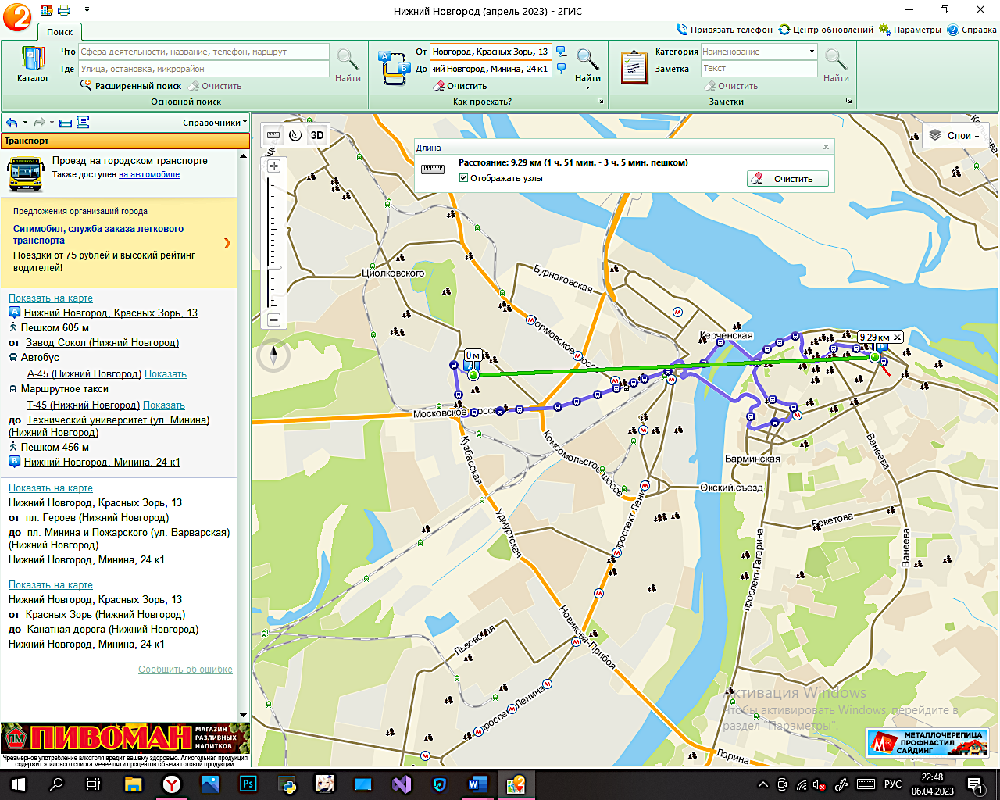 Нижний Новгород (апрель 2023) - 2ГИС
Поиск
Привязать телефон
Центр обновлений
Параметры
Справка
Каталог
Что
Сфера деятельности, название, телефон, маршрут
Где
Улица, остановка, микрорайон
Расширенный поиск
Очистить
Найти
Основной поиск
От
Новгород, Красных Зорь, 13
До
ий Новгород, Минина, 24 к1
Очистить
Найти
Как проехать?
Категория
Наименование
Заметка
Текст
Очистить
Найти
Заметки
Справочники
Транспорт
Проезд на городском транспорте
Также доступен на автомобиле.
Предложения организаций города
Ситимобил, служба заказа легкового
транспорта
Поездки от 75 рублей и высокий рейтинг
водителей!
Показать на карте
A Нижний Новгород, Красных Зорь, 13
Пешком 605 м
от Завод Сокол (Нижний Новгород)
Автобус
А-45 (Нижний Новгород) Показать
Маршрутное такси
Т-45 (Нижний Новгород) Показать
до Технический университет (ул. Минина)
(Нижний Новгород)
Пешком 456 м
B Нижний Новгород, Минина, 24 к1
Показать на карте
Нижний Новгород, Красных Зорь, 13
от пл. Героев (Нижний Новгород)
до пл. Минина и Пожарского (ул. Варварская)
(Нижний Новгород)
Нижний Новгород, Минина, 24 к1
Показать на карте
Нижний Новгород, Красных Зорь, 13
от Красных Зорь (Нижний Новгород)
до Канатная дорога (Нижний Новгород)
Нижний Новгород, Минина, 24 к1
Сообщить об ошибке
ПМ ПИВОМАН
МАГАЗИН
РАЗЛИВНЫХ
НАПИТКОВ
Чрезмерное употребление алкоголя вредит вашему здоровью. Алкогольная продукция
содержит этилового спирта менее пяти процентов объема готовой продукции.
3D
Слои
Длина
Расстояние: 9,29 км (1 ч. 51 мин. - 3 ч. 5 мин. пешком)
Отображать узлы
Очистить
Циолковского
Бурнаковская
Керченская
9,29 км
0 м
Московское
Кузбасская
Комсомольское шоссе
Удмуртская
Барминская
Окский съезд
Ванеева
Бекетова
Ванеева
проспект Гагарина
Новикова-Прибоя
Львовская
Ларина
Активация Windows
Чтобы активировать Windows, перейдите в
раздел "Параметры".
МЕТАЛЛОЧЕРЕПИЦА
ПРОФНАСТИЛ
САЙДИНГ
РУС
22:48
06.04.2023
1